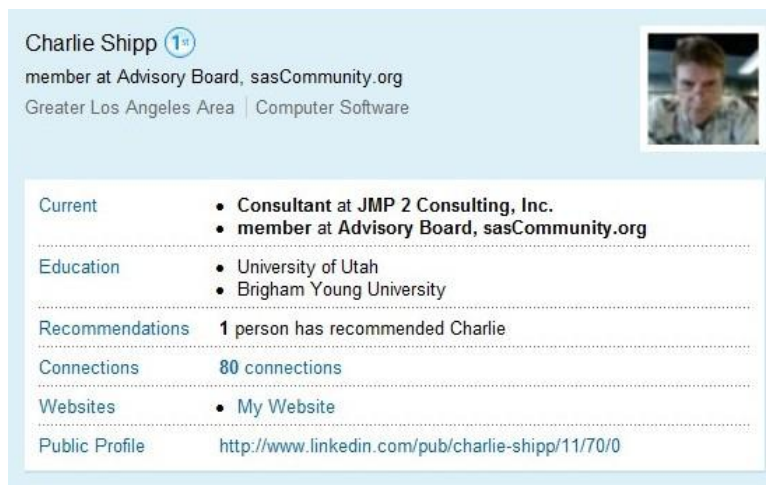 Charlie Shipp 1st
member at Advisory Board, sasCommunity.org
Greater Los Angeles Area | Computer Software
Current • Consultant at JMP 2 Consulting, Inc.
• member at Advisory Board, sasCommunity.org
Education • University of Utah
• Brigham Young University
Recommendations 1 person has recommended Charlie
Connections 80 connections
Websites • My Website
Public Profile http://www.linkedin.com/pub/charlie-shipp/11/70/0